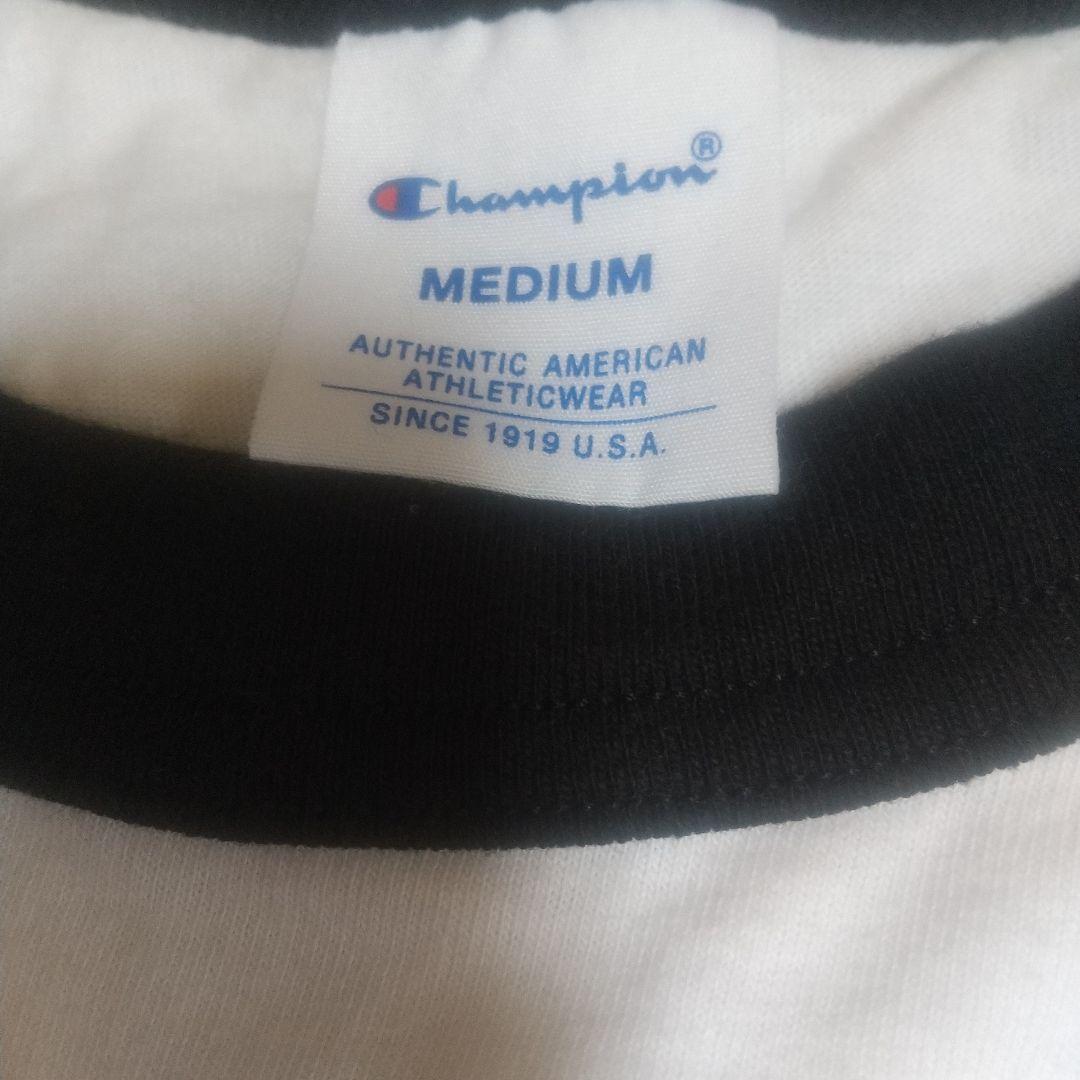 Champion®
MEDIUM
AUTHENTIC AMERICAN
ATHLETICWEAR
SINCE 1919 U.S.A.